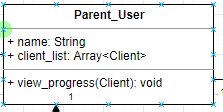 Parent_User
+ name: String
+ client_list: Array<Client>
+ view_progress(Client): void
1